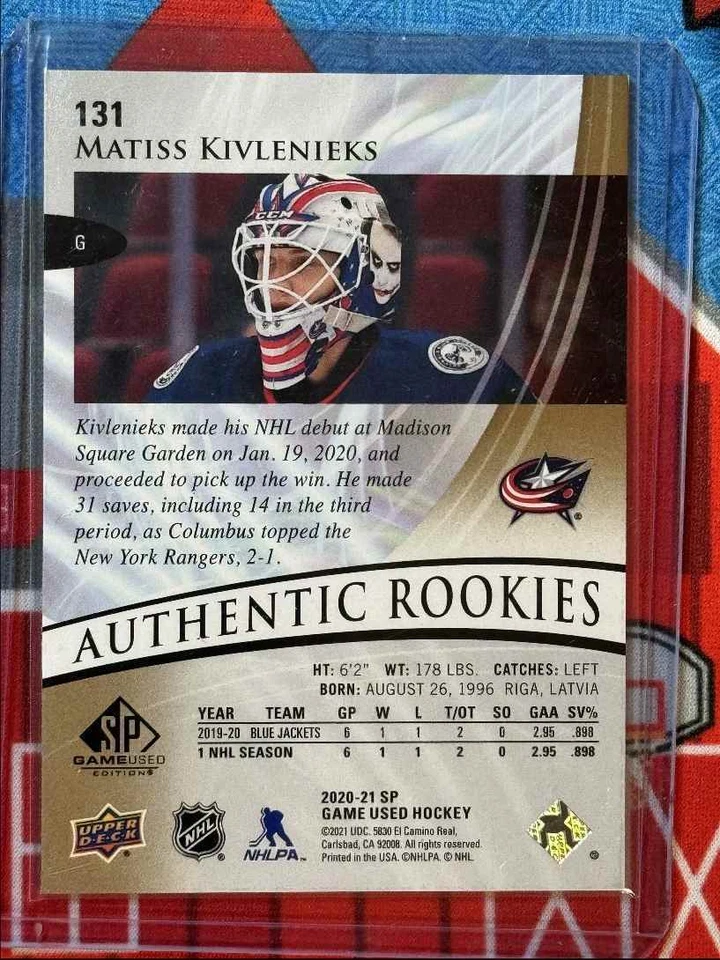 131
MATISS KIVLENIEKS
G
CCM
Kivlenieks made his NHL debut at Madison
Square Garden on Jan. 19, 2020, and
proceeded to pick up the win. He made
31 saves, including 14 in the third
period, as Columbus topped the
New York Rangers, 2-1.
AUTHENTIC ROOKIES
HT: 6'2" WT: 178 LBS. CATCHES: LEFT
BORN: AUGUST 26, 1996 RIGA, LATVIA
YEAR TEAM GP W L T/OT SO GAA SV%
2019-20 BLUE JACKETS 6 1 1 2 0 2.95 .898
1 NHL SEASON 6 1 1 2 0 2.95 .898
SP
GAMEUSED
EDITION
UPPER
DECK
NHL
NHLPA
2020-21 SP
GAME USED HOCKEY
©2021 UDC. 5830 El Camino Real,
Carlsbad, CA 92008. All rights reserved.
Printed in the USA. ©NHLPA. © NHL.